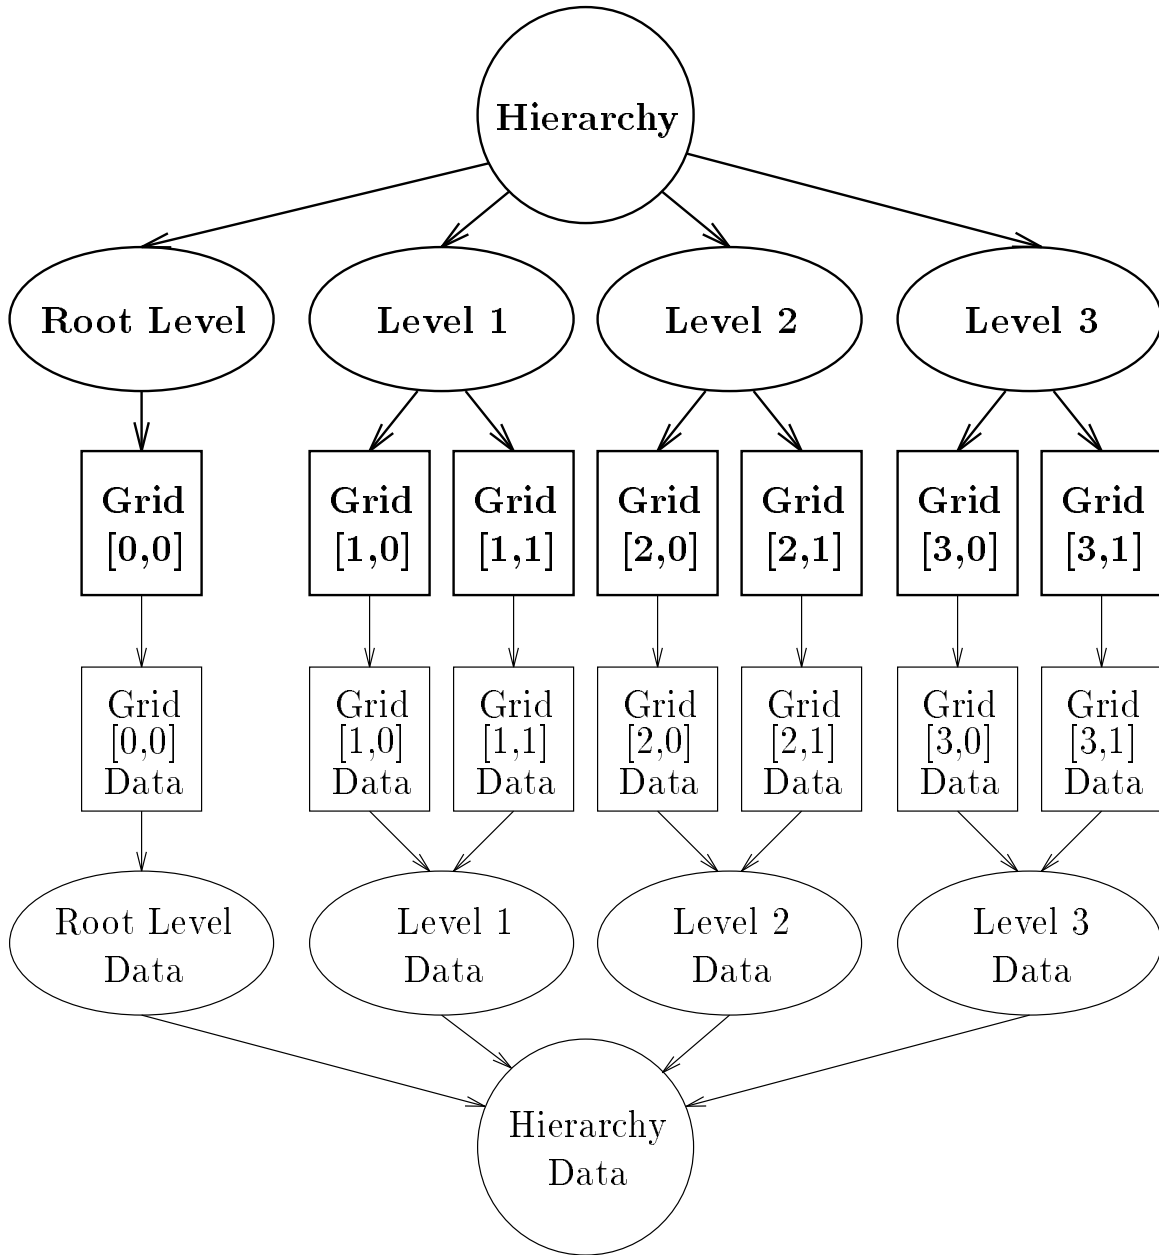 Hierarchy
Root Level
Level 1
Level 2
Level 3
Grid
[0,0]
Grid
[1,0]
Grid
[1,1]
Grid
[2,0]
Grid
[2,1]
Grid
[3,0]
Grid
[3,1]
Grid
[0,0]
Data
Grid
[1,0]
Data
Grid
[1,1]
Data
Grid
[2,0]
Data
Grid
[2,1]
Data
Grid
[3,0]
Data
Grid
[3,1]
Data
Root Level
Data
Level 1
Data
Level 2
Data
Level 3
Data
Hierarchy
Data